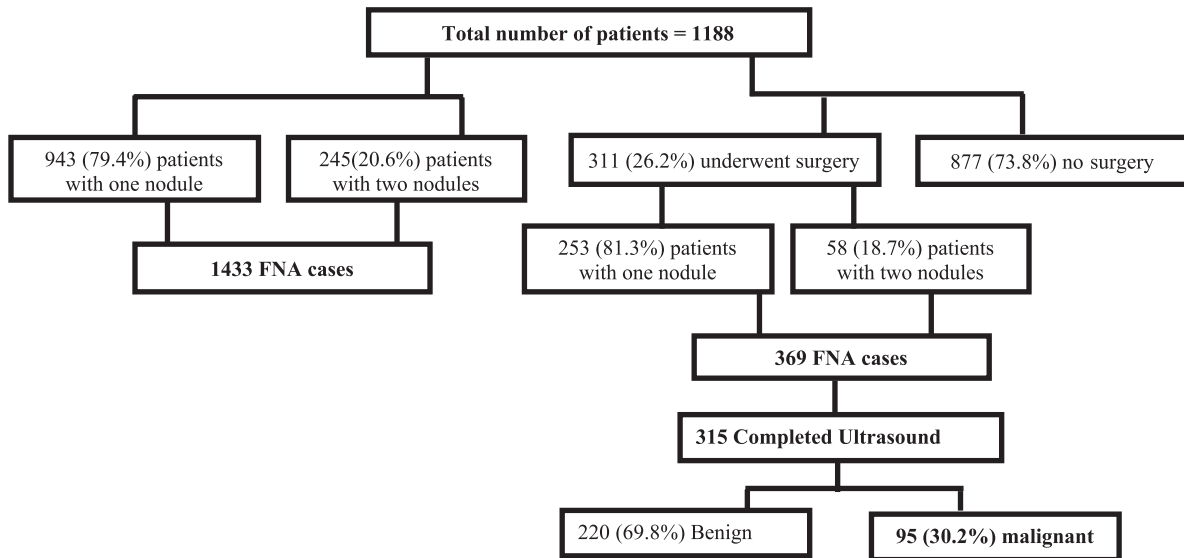 Total number of patients = 1188
943 (79.4%) patients
with one nodule
245(20.6%) patients
with two nodules
311 (26.2%) underwent surgery
877 (73.8%) no surgery
1433 FNA cases
253 (81.3%) patients
with one nodule
58 (18.7%) patients
with two nodules
369 FNA cases
315 Completed Ultrasound
220 (69.8%) Benign
95 (30.2%) malignant